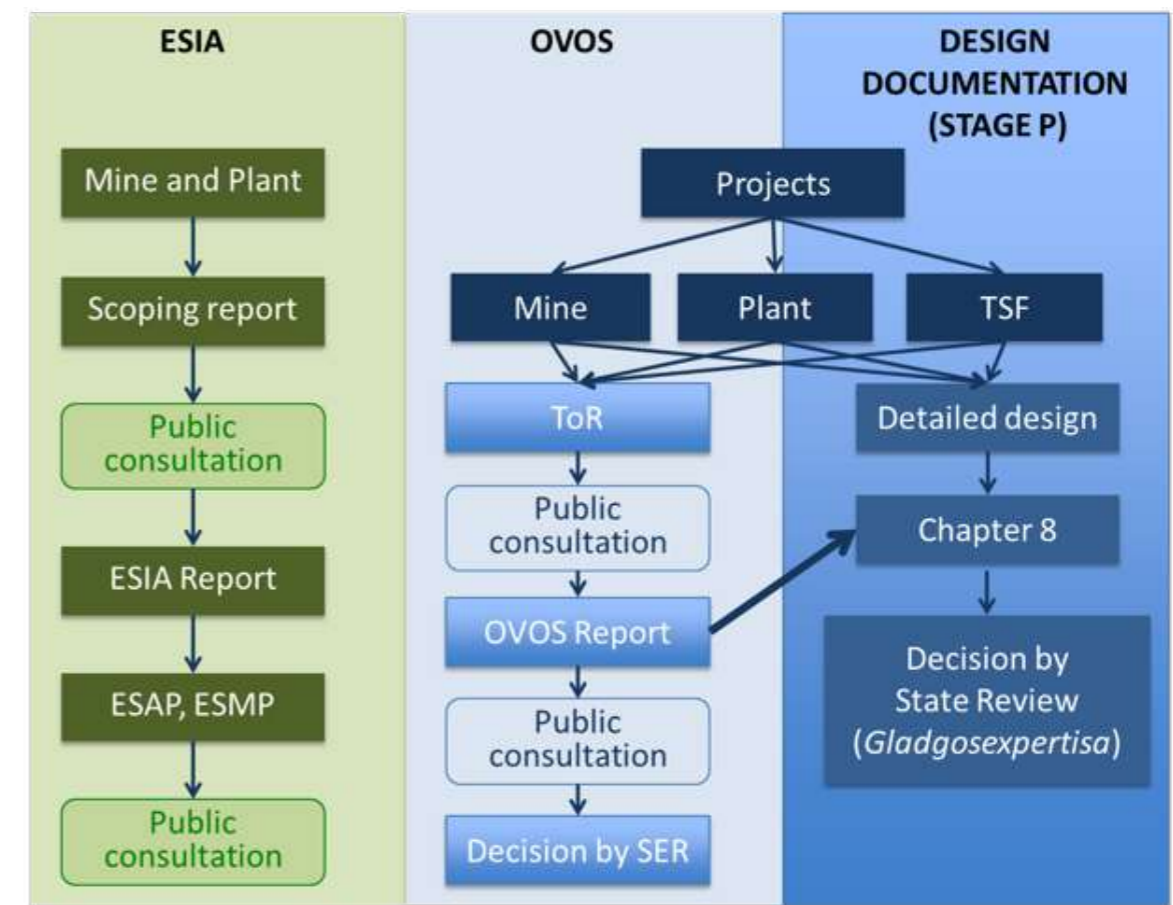 ESIA
Mine and Plant
Scoping report
Public
consultation
ESIA Report
ESAP, ESMP
Public
consultation
OVOS
DESIGN
DOCUMENTATION
(STAGE P)
Projects
Mine
Plant
TSF
ToR
Public
consultation
OVOS Report
Public
consultation
Decision by SER
Detailed design
Chapter 8
Decision by
State Review
(Gladgosexpertisa)